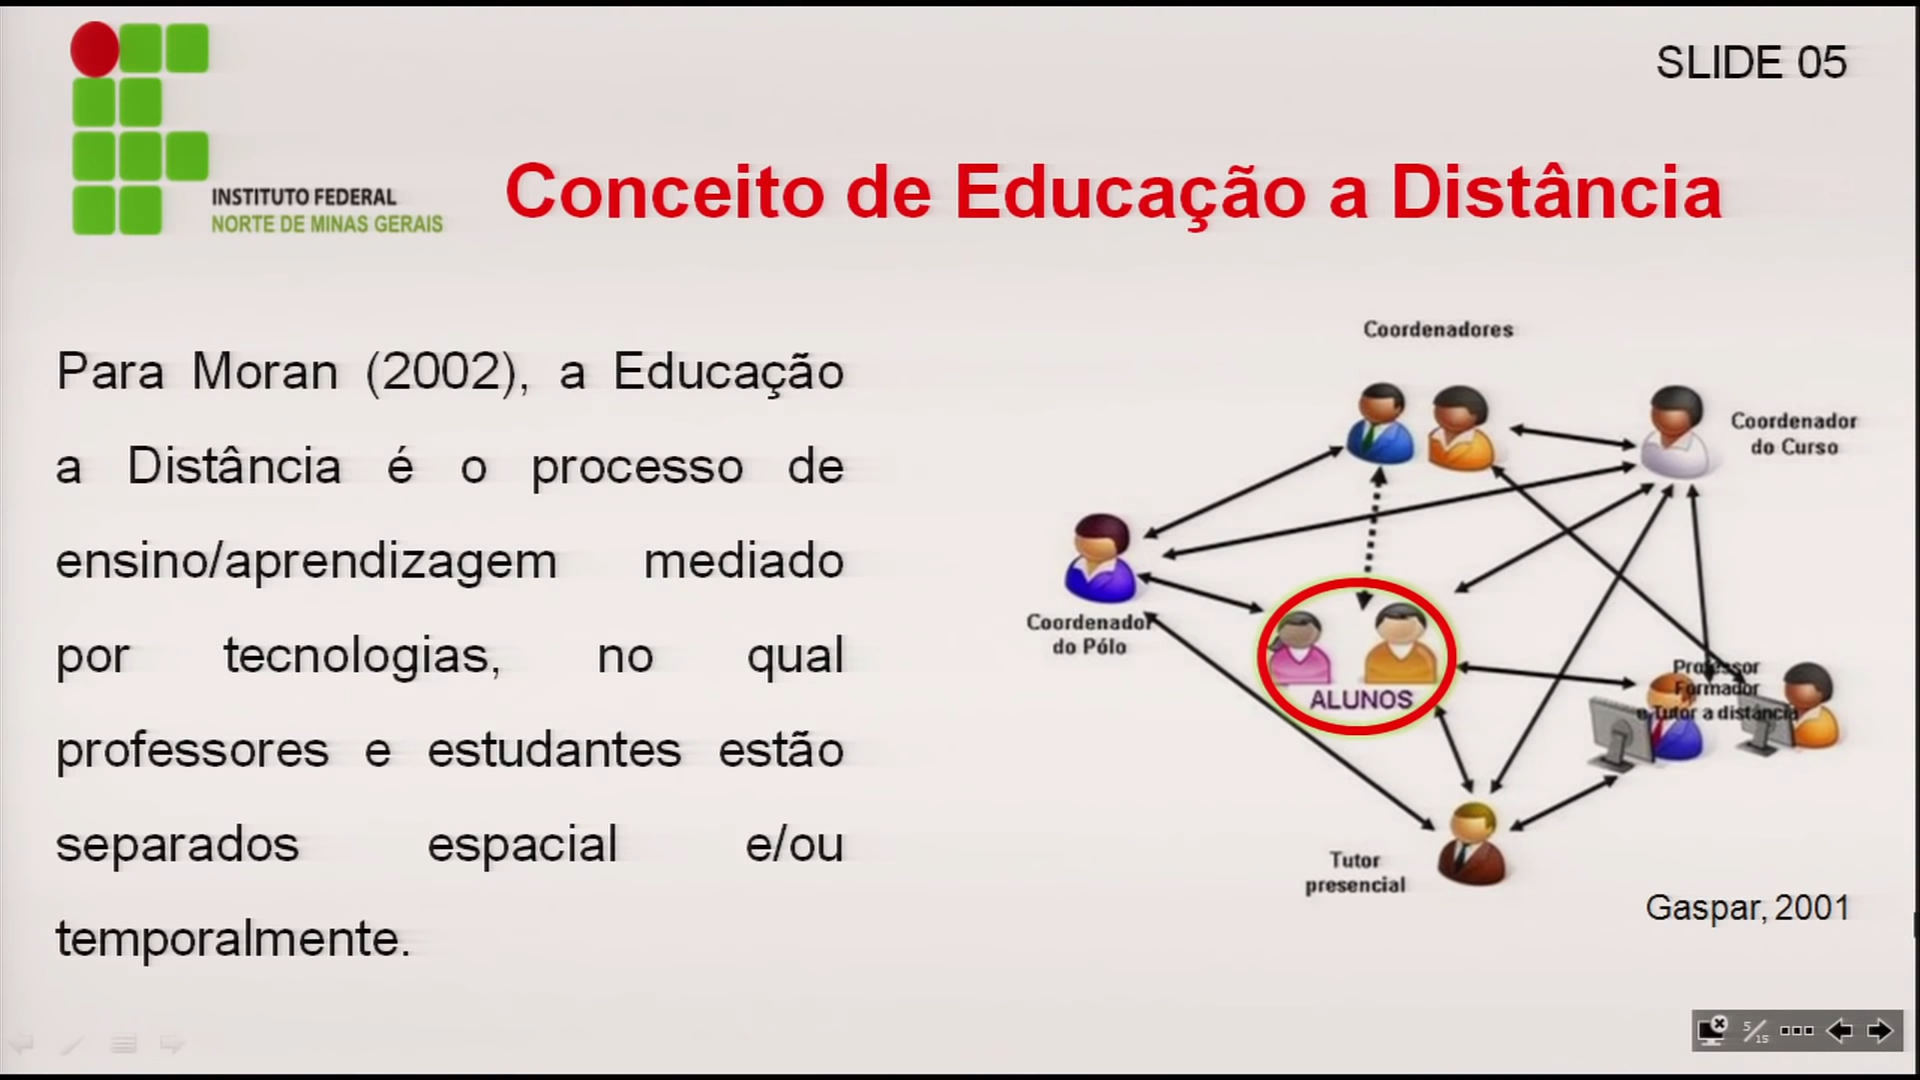 SLIDE 05
INSTITUTO FEDERAL
NORTE DE MINAS GERAIS
Conceito de Educação a Distância
Para Moran (2002), a Educação
a Distância é o processo de
ensino/aprendizagem mediado
por tecnologias, no qual
professores e estudantes estão
separados espacial e/ou
temporalmente.
Coordenadores
Coordenador
do Curso
Coordenador
do Pólo
ALUNOS
Professor
Formador
e Tutor a distância
Tutor
presencial
Gaspar, 2001
5/15